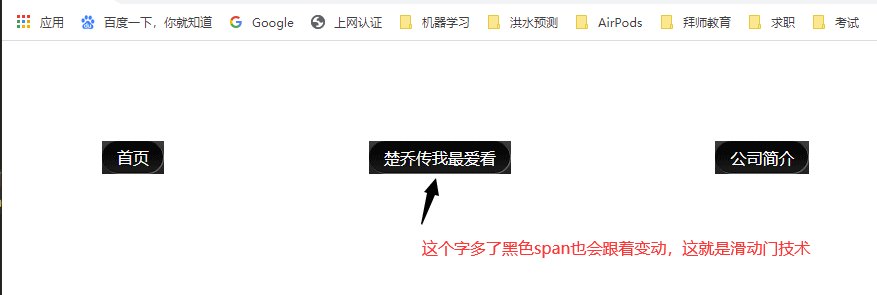 应用 百度一下，你就知道 Google 上网认证 机器学习 洪水预测 AirPods 拜师教育 求职 考试
首页 楚乔传我最爱看 公司简介
这个字多了黑色span也会跟着变动，这就是滑动门技术